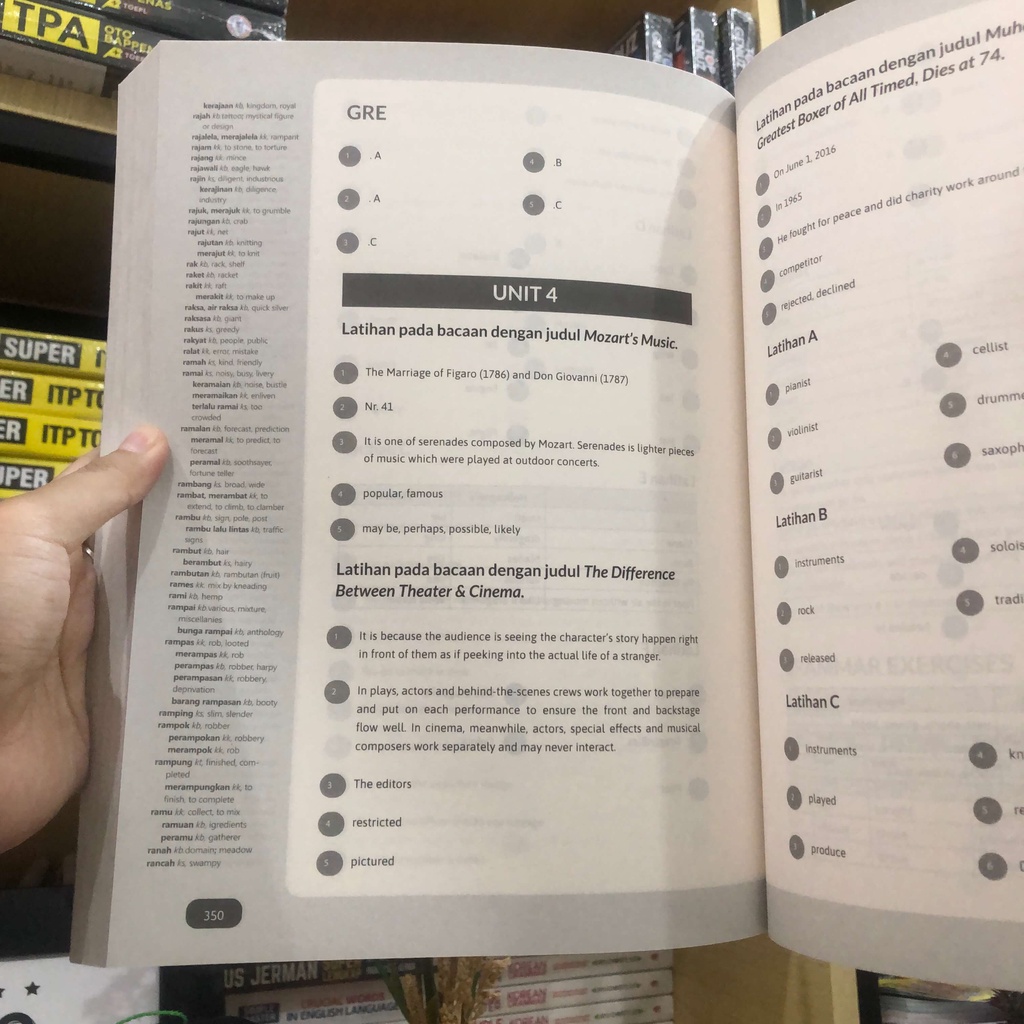 TPA
TOEFL
SUPER
ITP
SUPER
kerajaan kb, kingdom, royal
rajah kb tattoo; mystical figure
or design
rajalela, merajalela kk, rampant
rajam kk, to stone, to torture
rajang kk, mince
rajawali kb, eagle, hawk
rajin ks, diligent, industrious
kerajinan kb, diligence,
industry
rajuk, merajuk kk, to grumble
rajungan kb, crab
rajut kk, net
rajutan kb, knitting
merajut kk, to knit
rak kb, rack, shelf
raket kb, racket
rakit kk, raft
merakit kk, to make up
raksa, air raksa kb, quick silver
raksasa kb, giant
rakus ks, greedy
rakyat kb, people, public
ralat kk, error, mistake
ramah ks, kind, friendly
ramai ks, noisy, busy, livery
keramaian kb, noise, bustle
meramaikan kk, enliven
terlalu ramai ks, too
crowded
ramalan kb, forecast, prediction
meramal kk, to predict, to
forecast
peramal kb, soothsayer,
fortune teller
rambang ks, broad, wide
rambat, merambat kk, to
extend, to climb, to clamber
rambu kb, sign, pole, post
rambu lalu lintas kb, traffic
signs
rambut kb, hair
berambut ks, hairy
rambutan kb, rambutan (fruit)
rames kk. mix by kneading
rami kb, hemp
rampai kb various, mixture,
miscellanies
bunga rampai kb, anthology
rampas kk, rob, looted
merampas kk, rob
perampas kb, robber, harpy
perampasan kk, robbery,
deprivation
barang rampasan kb, booty
ramping ks, slim, slender
rampok kb, robber
perampokan kk, robbery
merampok kk, rob
rampung kt, finished, com-
pleted
merampungkan kk, to
finish, to complete
ramu kk, collect, to mix
ramuan kb, igredients
peramu kb, gatherer
ranah kb domain; meadow
rancah ks, swampy
350
GRE
1 . A
2 . A
3 .C
4 .B
5 .C
UNIT 4
Latihan pada bacaan dengan judul Mozart's Music.
1 The Marriage of Figaro (1786) and Don Giovanni (1787)
2 Nr. 41
3 It is one of serenades composed by Mozart. Serenades is lighter pieces
of music which were played at outdoor concerts.
4 popular, famous
5 may be, perhaps, possible, likely
Latihan pada bacaan dengan judul The Difference
Between Theater & Cinema.
1 It is because the audience is seeing the character's story happen right
in front of them as if peeking into the actual life of a stranger.
2 In plays, actors and behind-the-scenes crews work together to prepare
and put on each performance to ensure the front and backstage
flow well. In cinema, meanwhile, actors, special effects and musical
composers work separately and may never interact.
3 The editors
4 restricted
5 pictured
Latihan pada bacaan dengan judul
Greatest Boxer of All Timed, Dies at 74.
1 On June 1, 2016
2 In 1965
3 He fought for peace and did charity work around
4 competitor
5 rejected, declined
Latihan A
1 pianist
2 violinist
3 guitarist
4 cellist
5 drumme
6 saxoph
Latihan B
1 instruments
2 rock
3 released
4 solois
5 tradi
Latihan C
1 instruments
2 played
3 produce
4 kn
5 re
6
US JERMAN
IN ENGLISH LANGUAGE